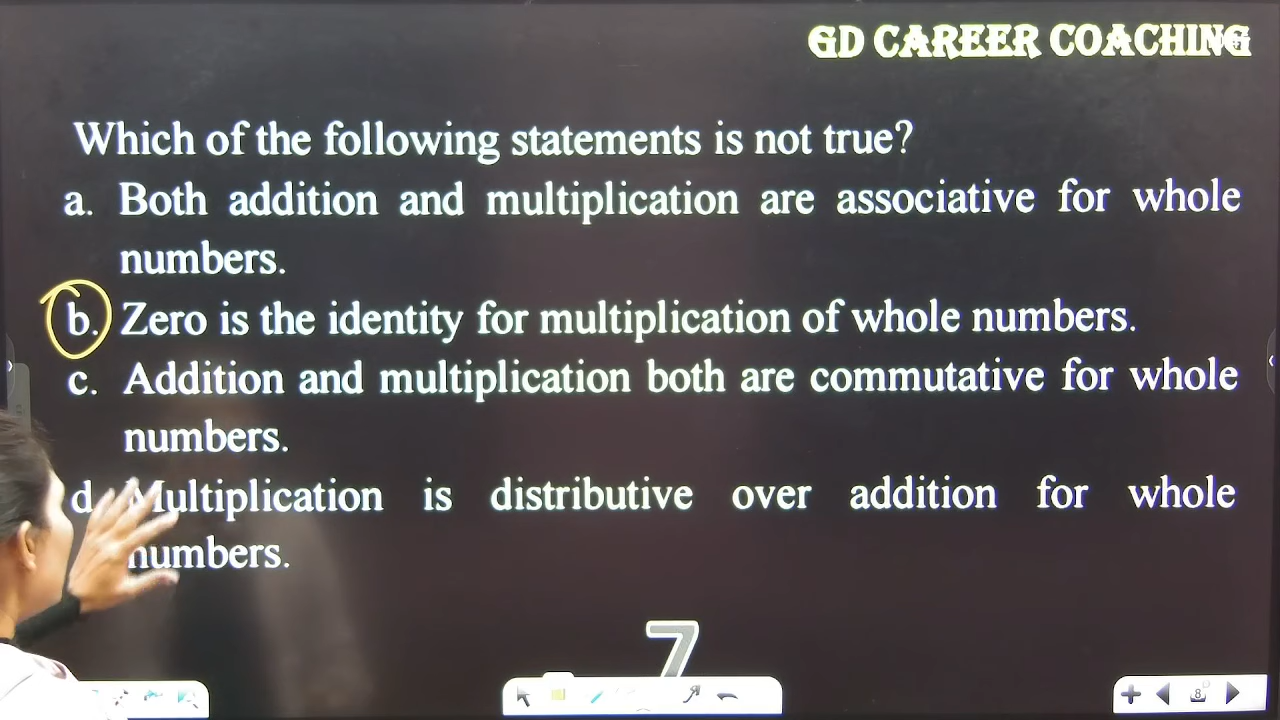 GD CAREER COACHING
Which of the following statements is not true?
a. Both addition and multiplication are associative for whole
numbers.
b. Zero is the identity for multiplication of whole numbers.
c. Addition and multiplication both are commutative for whole
numbers.
d. Multiplication is distributive over addition for whole
numbers.
7
8